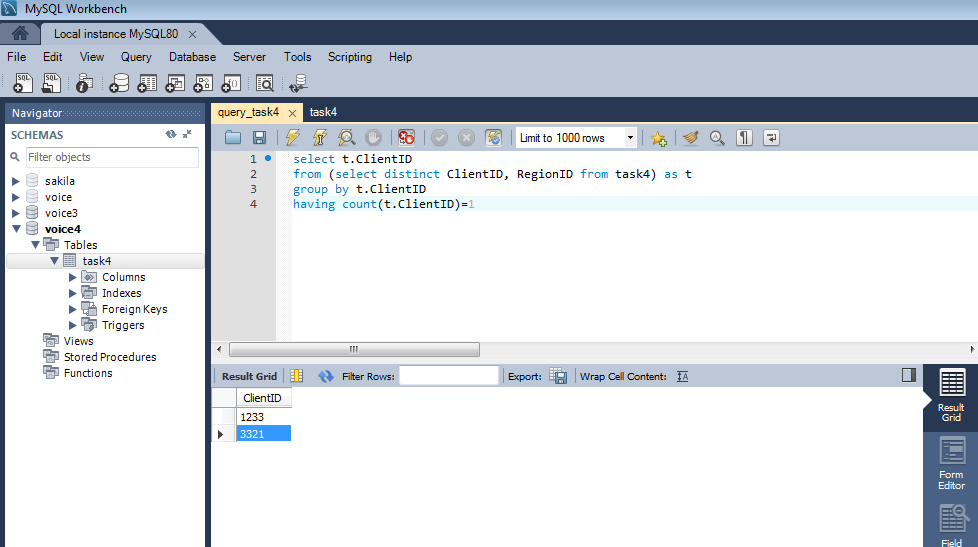 MySQL Workbench
Local instance MySQL80
File Edit View Query Database Server Tools Scripting Help
SQL SQL
Navigator
query_task4 task4
SCHEMAS
Filter objects
Limit to 1000 rows
sakila
voice
voice3
voice4
Tables
task4
Columns
Indexes
Foreign Keys
Triggers
Views
Stored Procedures
Functions
1 select t.ClientID
2 from (select distinct ClientID, RegionID from task4) as t
3 group by t.ClientID
4 having count(t.ClientID)=1
Result Grid Filter Rows: Export: Wrap Cell Content: IA
ClientID
1233
3321
Result
Grid
Form
Editor
Field